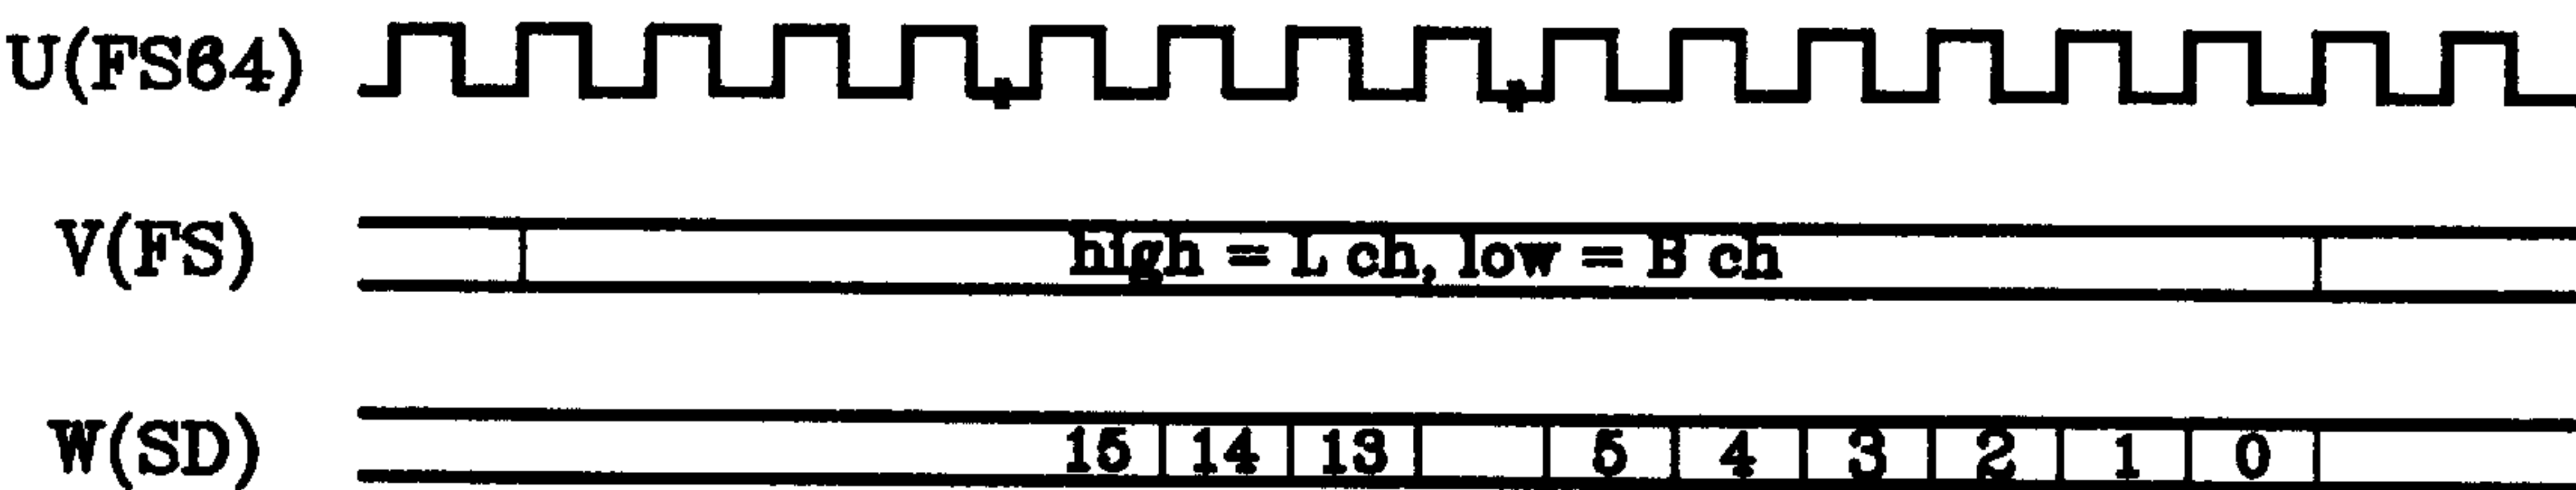 U(FS64)
V(FS)
high = L ch, low = B ch
W(SD)
15 14 13 5 4 3 2 1 0